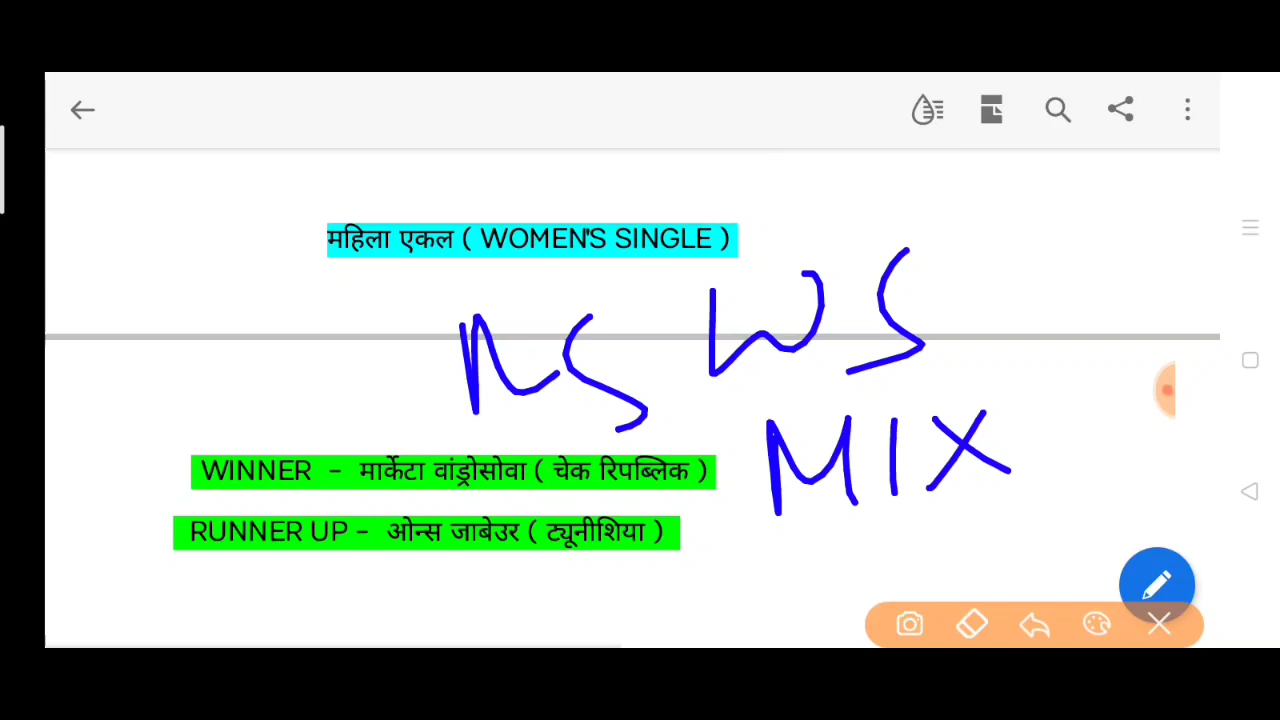 महिला एकल ( WOMEN'S SINGLE )
MS WS
MIX
WINNER - मार्केटा वांड्रोसोवा ( चेक रिपब्लिक )
RUNNER UP - ओन्स जाबेउर ( ट्यूनीशिया )